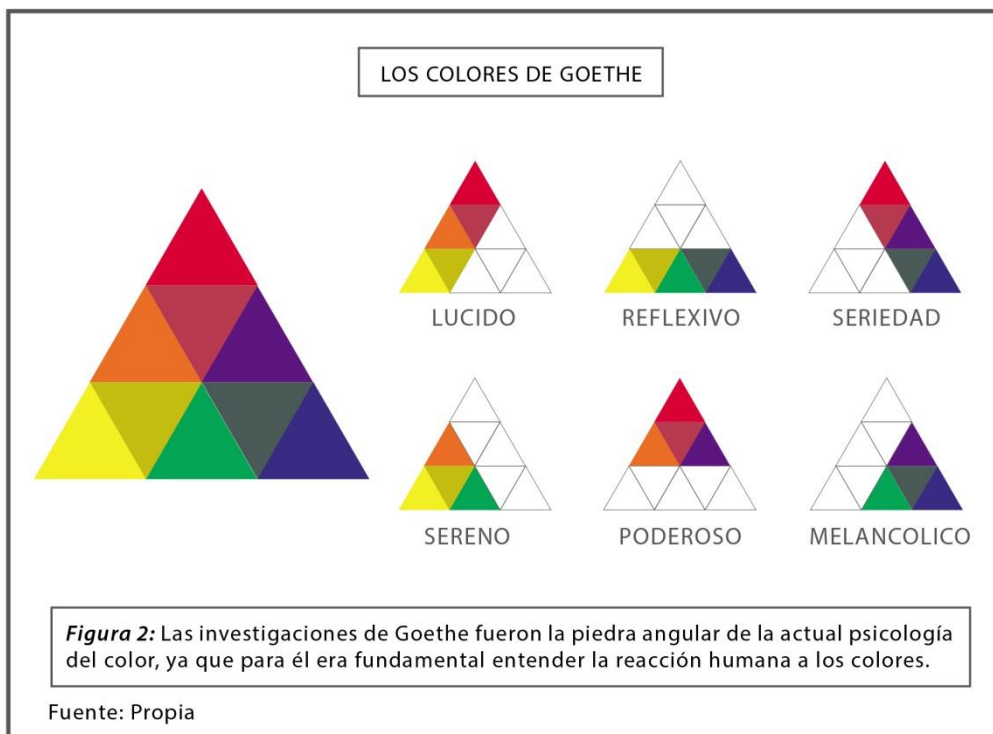 LOS COLORES DE GOETHE
LUCIDO
REFLEXIVO
SERIEDAD
SERENO
PODEROSO
MELANCOLICO
Figura 2: Las investigaciones de Goethe fueron la piedra angular de la actual psicología
del color, ya que para él era fundamental entender la reacción humana a los colores.
Fuente: Propia